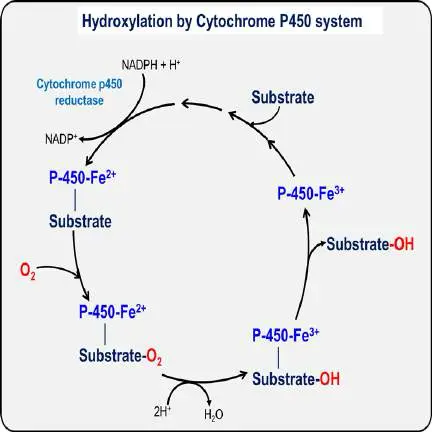 Hydroxylation by Cytochrome P450 system
NADPH + H⁺
Cytochrome p450
reductase
NADP⁺
Substrate
P-450-Fe³⁺
P-450-Fe²⁺
Substrate
Substrate-OH
O₂
P-450-Fe²⁺
Substrate-O₂
P-450-Fe³⁺
Substrate-OH
2H⁺
H₂O